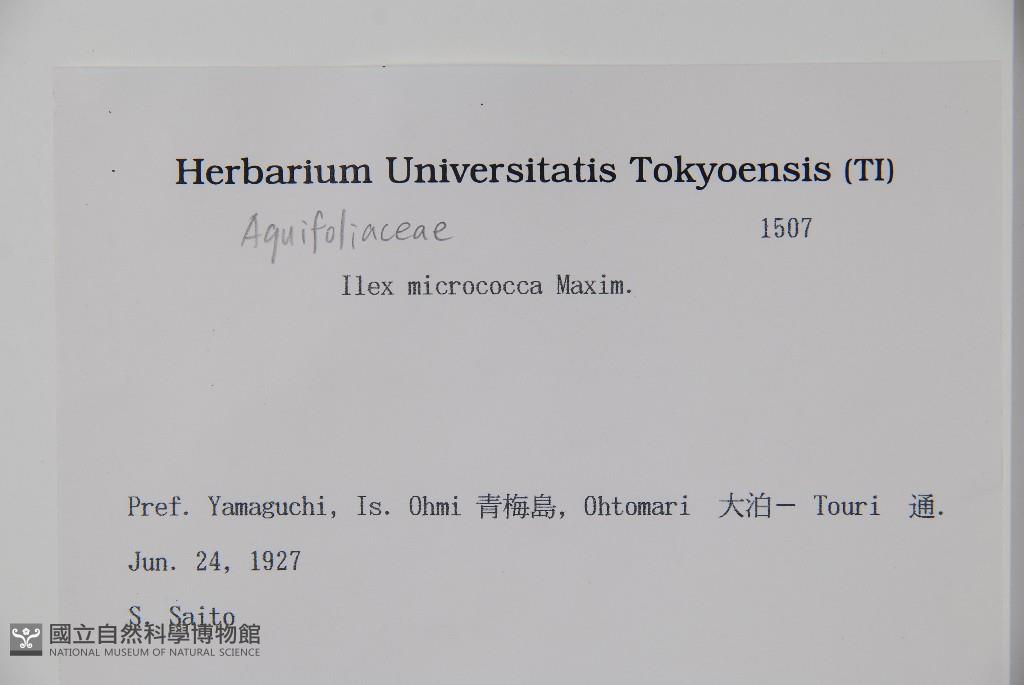 Herbarium Universitatis Tokyoensis (TI)
Aquifoliaceae 1507
Ilex micrococca Maxim.
Pref. Yamaguchi, Is. Ohmi 青梅島, Ohtomari 大泊－ Touri 通.
Jun. 24, 1927
S. Saito
國立自然科學博物館
NATIONAL MUSEUM OF NATURAL SCIENCE